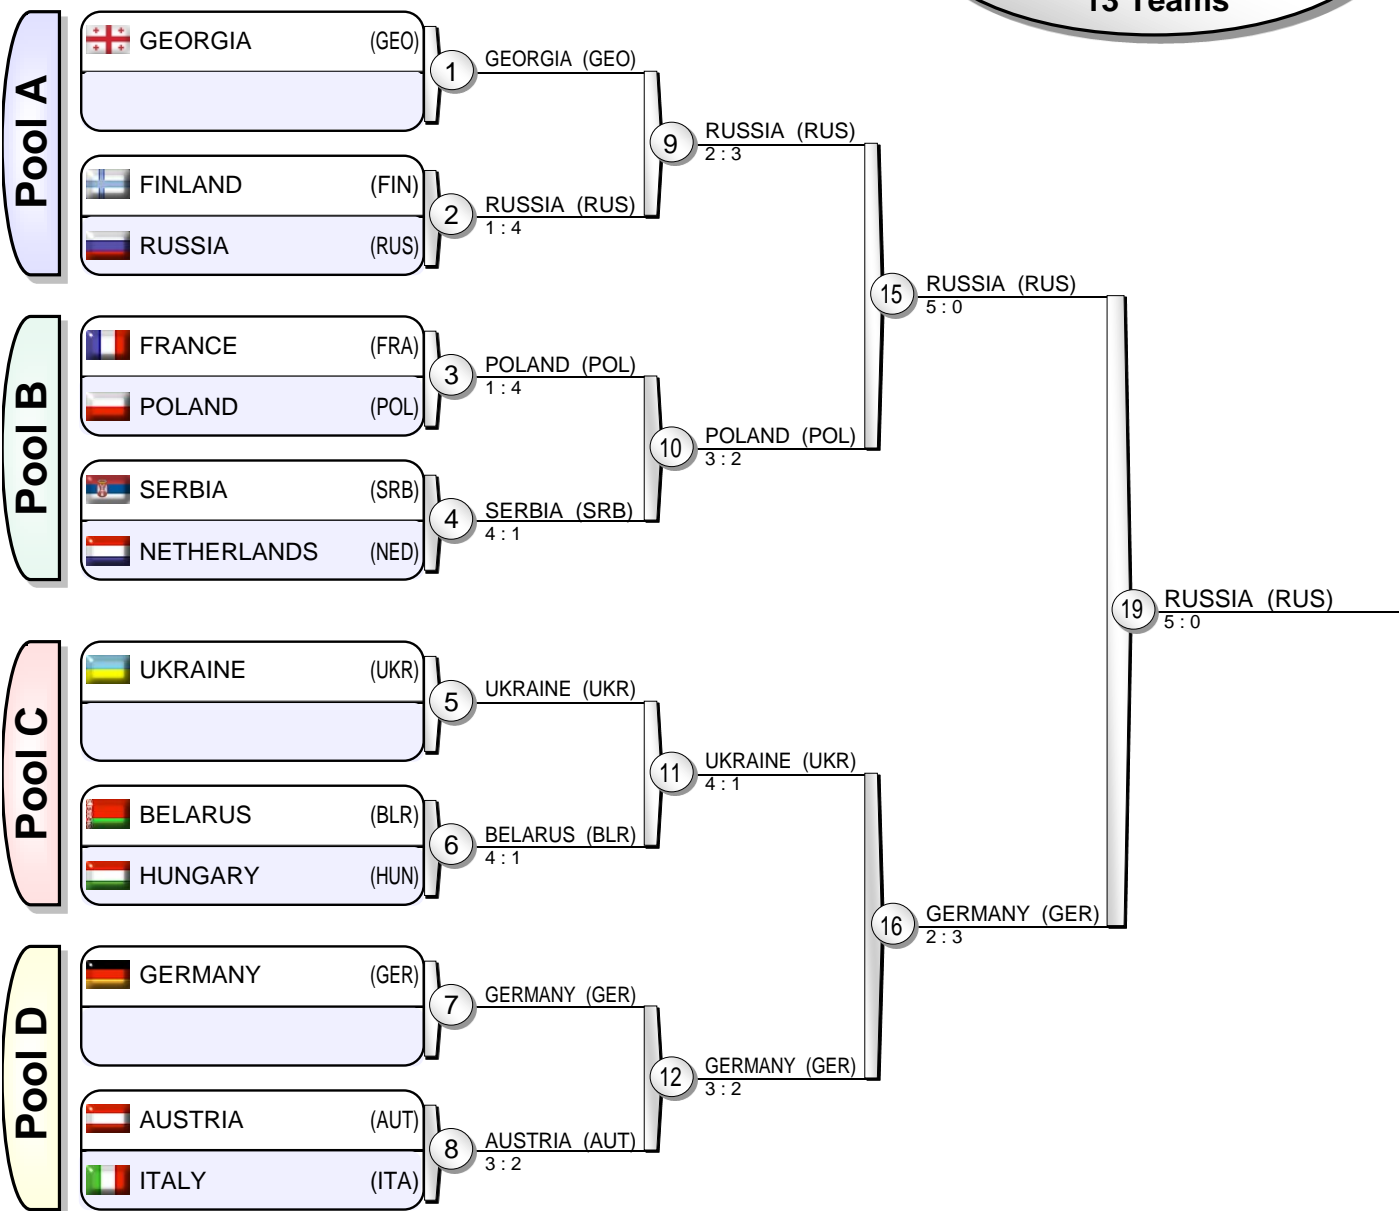 13 Teams
Pool A
GEORGIA (GEO)
1
GEORGIA (GEO)
FINLAND (FIN)
RUSSIA (RUS)
2
RUSSIA (RUS)
1 : 4
9
RUSSIA (RUS)
2 : 3
Pool B
FRANCE (FRA)
POLAND (POL)
3
POLAND (POL)
1 : 4
SERBIA (SRB)
NETHERLANDS (NED)
4
SERBIA (SRB)
4 : 1
10
POLAND (POL)
3 : 2
15
RUSSIA (RUS)
5 : 0
Pool C
UKRAINE (UKR)
5
UKRAINE (UKR)
BELARUS (BLR)
HUNGARY (HUN)
6
BELARUS (BLR)
4 : 1
11
UKRAINE (UKR)
4 : 1
Pool D
GERMANY (GER)
7
GERMANY (GER)
AUSTRIA (AUT)
ITALY (ITA)
8
AUSTRIA (AUT)
3 : 2
12
GERMANY (GER)
3 : 2
16
GERMANY (GER)
2 : 3
19
RUSSIA (RUS)
5 : 0